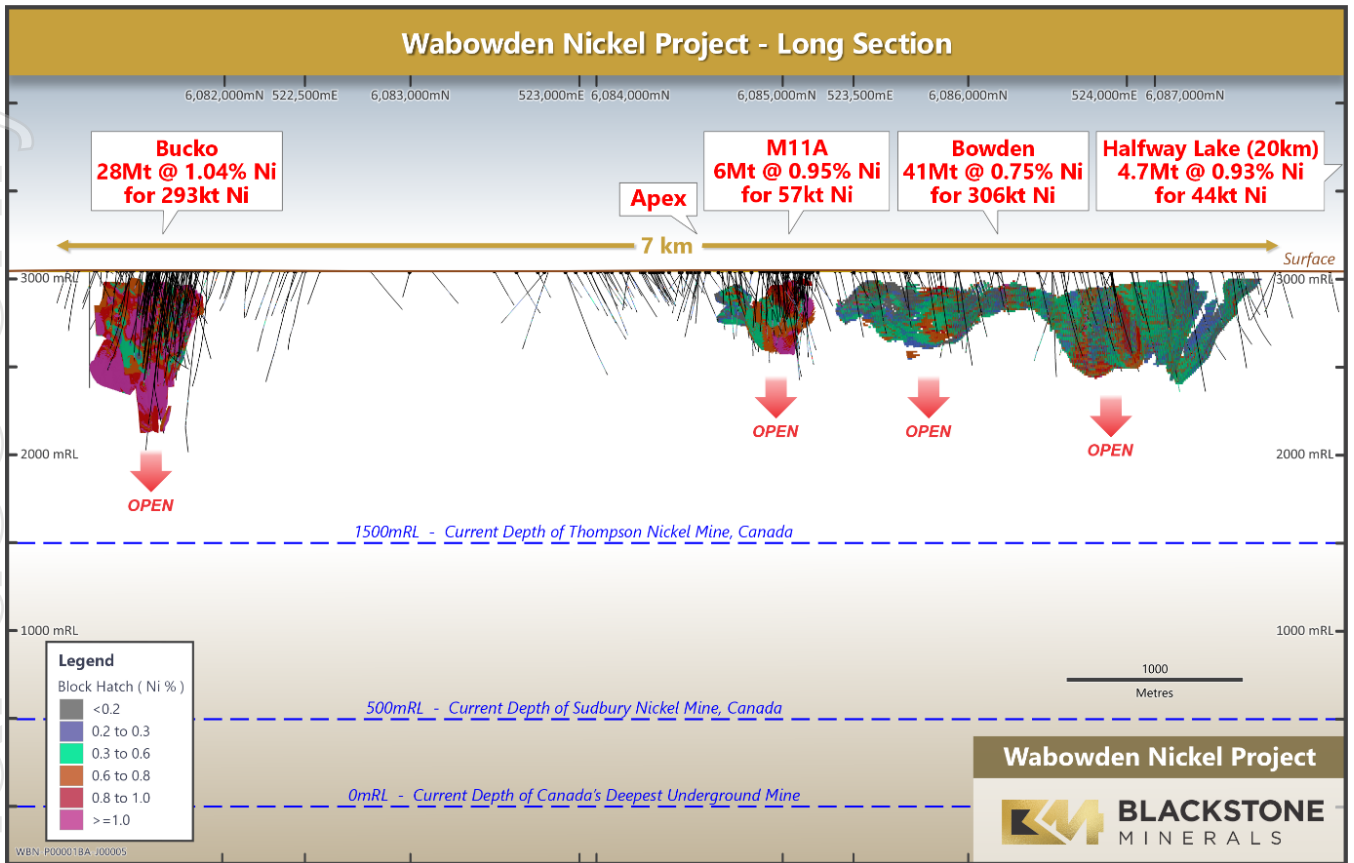 Wabowden Nickel Project - Long Section
6,082,000mN 522,500mE 6,083,000mN 523,000mE 6,084,000mN 6,085,000mN 523,500mE 6,086,000mN 524,000mE 6,087,000mN
Bucko
28Mt @ 1.04% Ni
for 293kt Ni
Apex
M11A
6Mt @ 0.95% Ni
for 57kt Ni
Bowden
41Mt @ 0.75% Ni
for 306kt Ni
Halfway Lake (20km)
4.7Mt @ 0.93% Ni
for 44kt Ni
7 km
Surface
3000 mRL
3000 mRL
OPEN
OPEN
OPEN
2000 mRL
2000 mRL
OPEN
1500mRL - Current Depth of Thompson Nickel Mine, Canada
1000 mRL
1000 mRL
Legend
Block Hatch ( Ni % )
<0.2
0.2 to 0.3
0.3 to 0.6
0.6 to 0.8
0.8 to 1.0
>=1.0
1000
Metres
500mRL - Current Depth of Sudbury Nickel Mine, Canada
0mRL - Current Depth of Canada's Deepest Underground Mine
Wabowden Nickel Project
BLACKSTONE
MINERALS
WBN_P00001BA-J00005